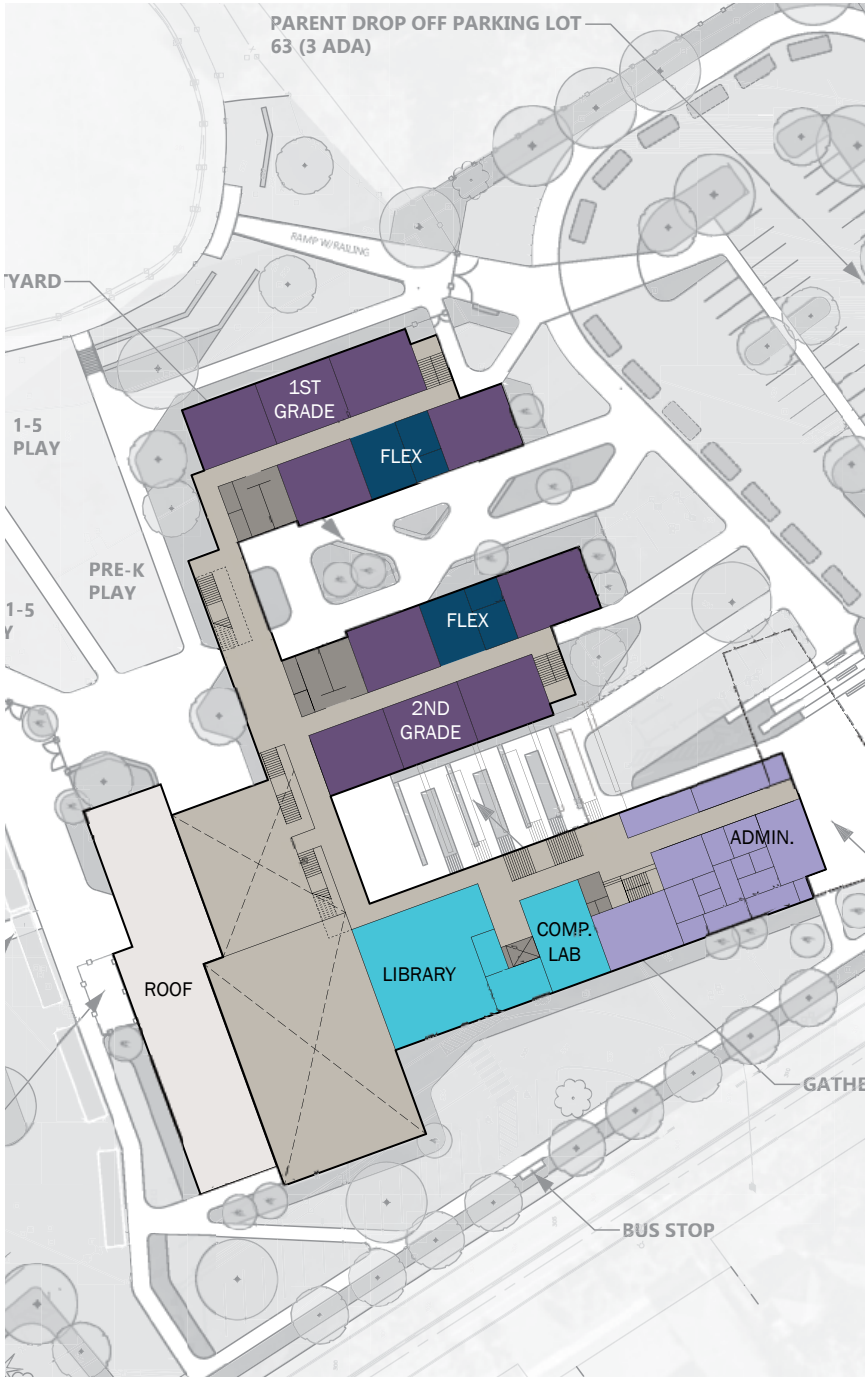 PARENT DROP OFF PARKING LOT
63 (3 ADA)
RAMP W/RAILING
TYARD
1ST
GRADE
1-5
PLAY
FLEX
PRE-K
PLAY
1-5
Y
FLEX
2ND
GRADE
ADMIN.
COMP.
LAB
LIBRARY
ROOF
GATHE
BUS STOP